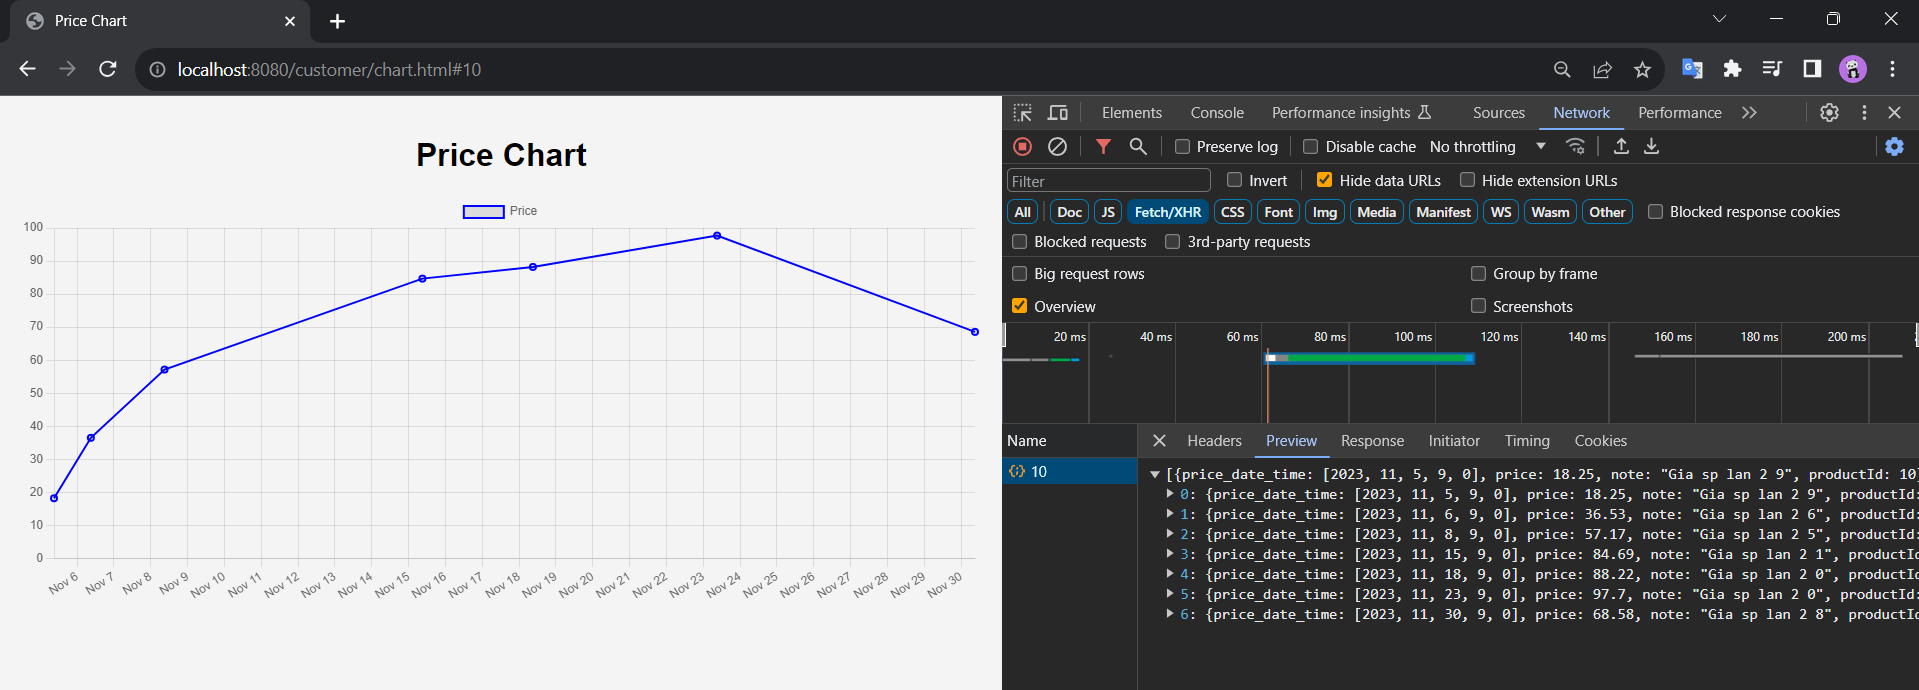 Price Chart
localhost:8080/customer/chart.html#10
Price Chart
Price
100
90
80
70
60
50
40
30
20
10
0
Nov 6 Nov 7 Nov 8 Nov 9 Nov 10 Nov 11 Nov 12 Nov 13 Nov 14 Nov 15 Nov 16 Nov 17 Nov 18 Nov 19 Nov 20 Nov 21 Nov 22 Nov 23 Nov 24 Nov 25 Nov 26 Nov 27 Nov 28 Nov 29 Nov 30
Elements Console Performance insights Sources Network Performance
Preserve log Disable cache No throttling
Filter Invert Hide data URLs Hide extension URLs
All Doc JS Fetch/XHR CSS Font Img Media Manifest WS Wasm Other Blocked response cookies
Blocked requests 3rd-party requests
Big request rows Group by frame
Overview Screenshots
20 ms 40 ms 60 ms 80 ms 100 ms 120 ms 140 ms 160 ms 180 ms 200 ms
Name Headers Preview Response Initiator Timing Cookies
10
[{price_date_time: [2023, 11, 5, 9, 0], price: 18.25, note: "Gia sp lan 2 9", productId: 10
0: {price_date_time: [2023, 11, 5, 9, 0], price: 18.25, note: "Gia sp lan 2 9", productId:
1: {price_date_time: [2023, 11, 6, 9, 0], price: 36.53, note: "Gia sp lan 2 6", productId:
2: {price_date_time: [2023, 11, 8, 9, 0], price: 57.17, note: "Gia sp lan 2 5", productId:
3: {price_date_time: [2023, 11, 15, 9, 0], price: 84.69, note: "Gia sp lan 2 1", productId
4: {price_date_time: [2023, 11, 18, 9, 0], price: 88.22, note: "Gia sp lan 2 0", productId
5: {price_date_time: [2023, 11, 23, 9, 0], price: 97.7, note: "Gia sp lan 2 0", productId:
6: {price_date_time: [2023, 11, 30, 9, 0], price: 68.58, note: "Gia sp lan 2 8", productId